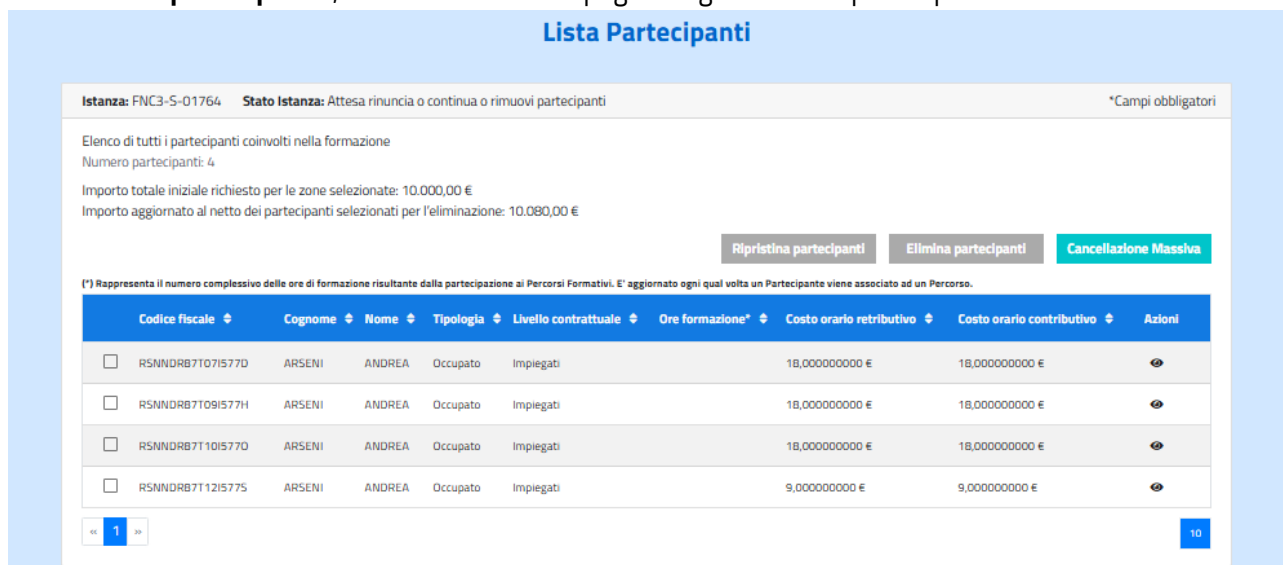 Lista Partecipanti
Istanza: FNC3-S-01764 Stato Istanza: Attesa rinuncia o continua o rimuovi partecipanti *Campi obbligatori
Elenco di tutti i partecipanti coinvolti nella formazione
Numero partecipanti: 4
Importo totale iniziale richiesto per le zone selezionate: 10.000,00 €
Importo aggiornato al netto dei partecipanti selezionati per l'eliminazione: 10.080,00 €
Ripristina partecipanti Elimina partecipanti Cancellazione Massiva
(*) Rappresenta il numero complessivo delle ore di formazione risultante dalla partecipazione ai Percorsi Formativi. E' aggiornato ogni qual volta un Partecipante viene associato ad un Percorso.
Codice fiscale Cognome Nome Tipologia Livello contrattuale Ore formazione* Costo orario retributivo Costo orario contributivo Azioni
RSNNDR87T07I577D ARSENI ANDREA Occupato Impiegati 18,000000000 € 18,000000000 €
RSNNDR87T09I577H ARSENI ANDREA Occupato Impiegati 18,000000000 € 18,000000000 €
RSNNDR87T10I577O ARSENI ANDREA Occupato Impiegati 18,000000000 € 18,000000000 €
RSNNDR87T12I577S ARSENI ANDREA Occupato Impiegati 9,000000000 € 9,000000000 €
« 1 » 10